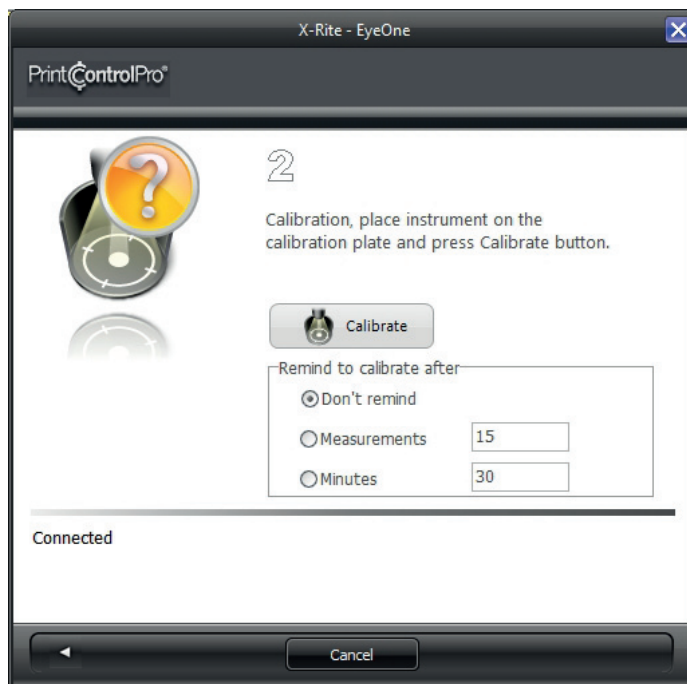 X-Rite - EyeOne
PrintControlPro®
2
Calibration, place instrument on the
calibration plate and press Calibrate button.
Calibrate
Remind to calibrate after
Don't remind
Measurements 15
Minutes 30
Connected
Cancel